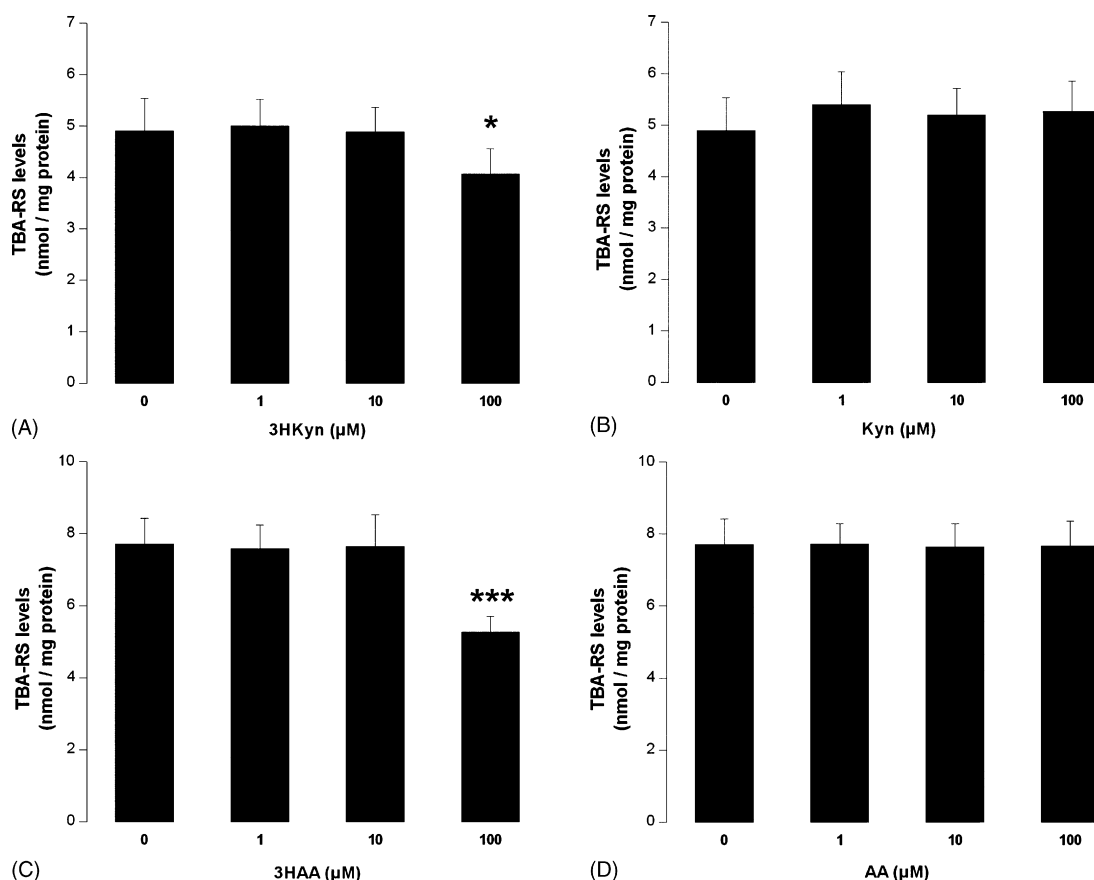 7
6
5
4
3
2
1
0
TBA-RS levels
(nmol / mg protein)
*
0 1 10 100
(A) 3HKyn (µM)
7
6
5
4
3
2
1
0
TBA-RS levels
(nmol / mg protein)
0 1 10 100
(B) Kyn (µM)
10
8
6
4
2
0
TBA-RS levels
(nmol / mg protein)
***
0 1 10 100
(C) 3HAA (µM)
10
8
6
4
2
0
TBA-RS levels
(nmol / mg protein)
0 1 10 100
(D) AA (µM)